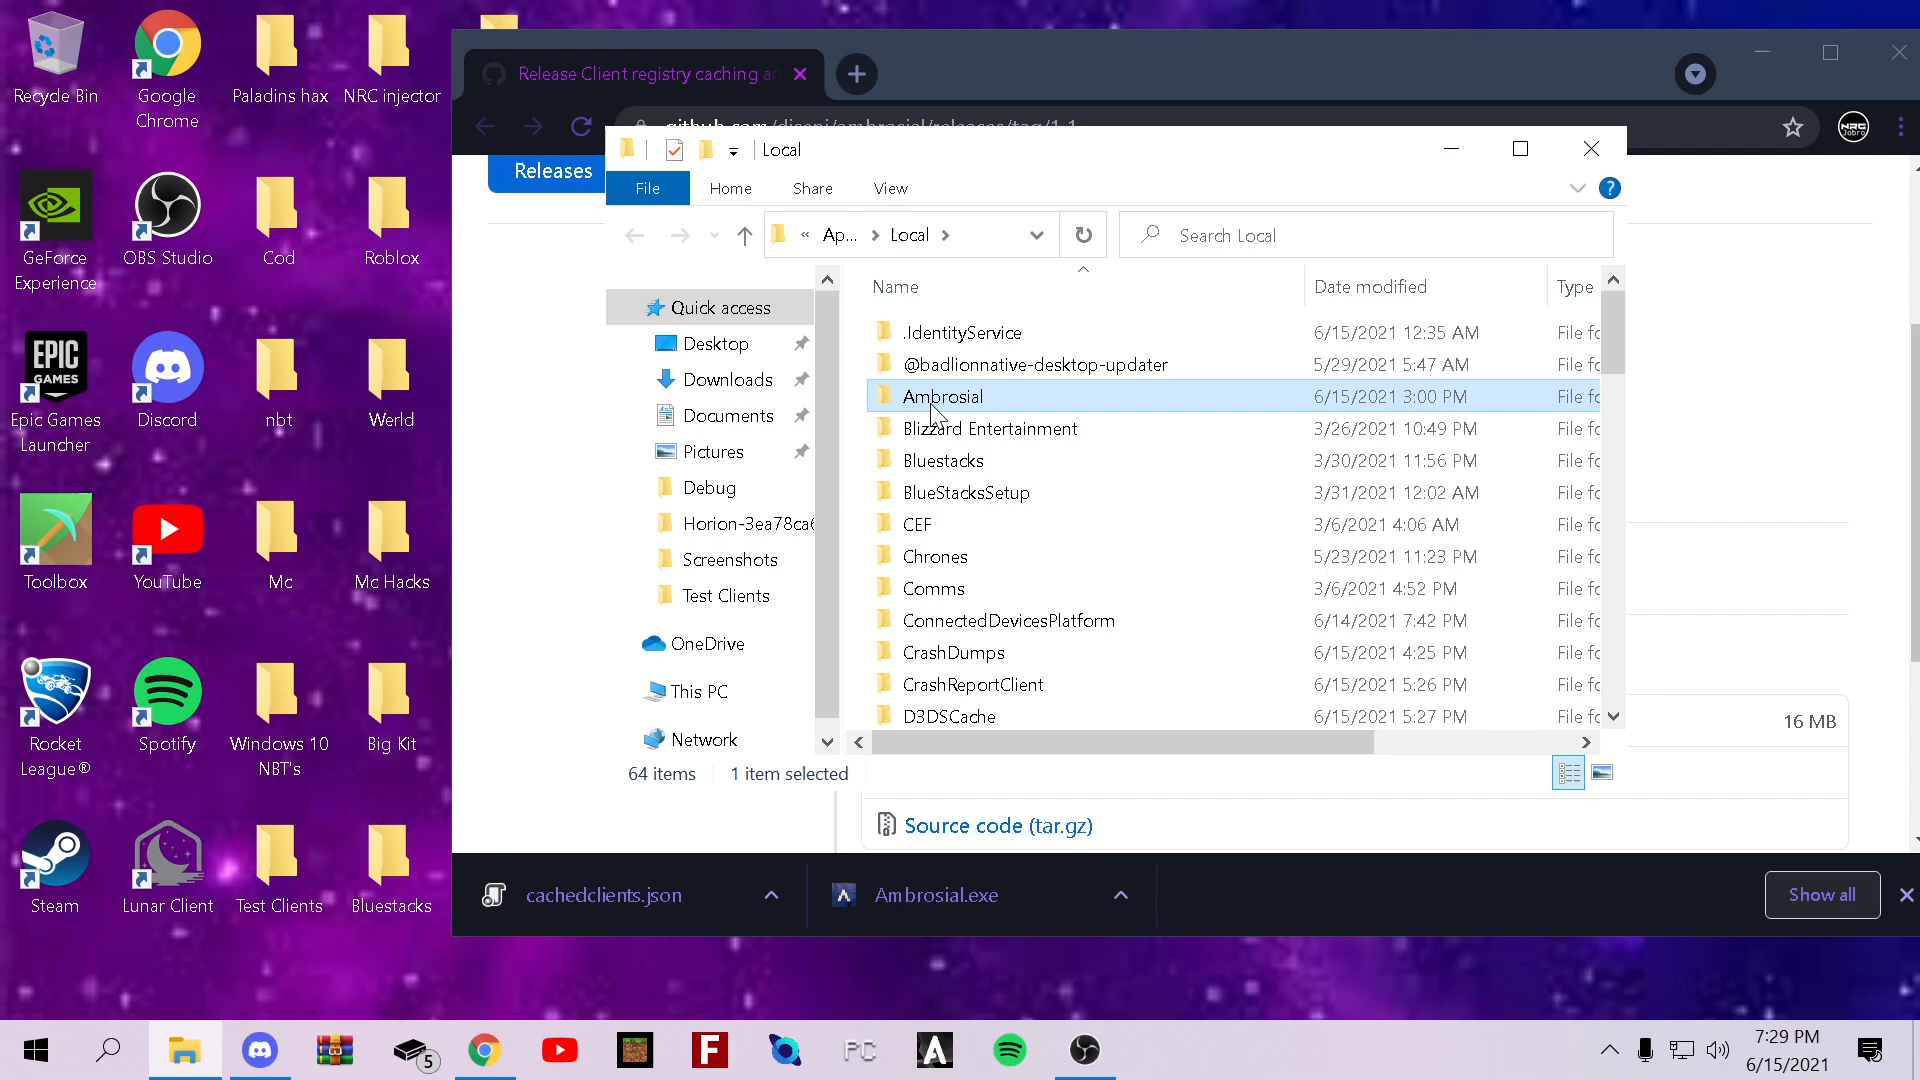 Recycle Bin
Google
Chrome
Paladins hax
NRC injector
GeForce
Experience
OBS Studio
Cod
Roblox
EPIC
GAMES
Epic Games
Launcher
Discord
nbt
Werld
Toolbox
YouTube
Mc
Mc Hacks
Rocket
League®
Spotify
Windows 10
NBT's
Big Kit
Steam
Lunar Client
Test Clients
Bluestacks
Release Client registry caching an
github.com/disepi/ambrosial/releases/tag/1.1
NRG
Jobro
Releases
Local
File
Home
Share
View
« Ap... > Local >
Search Local
Quick access
Desktop
Downloads
Documents
Pictures
Debug
Horion-3ea78ca6
Screenshots
Test Clients
OneDrive
This PC
Network
Name
Date modified
Type
.IdentityService 6/15/2021 12:35 AM File fo
@badlionnative-desktop-updater 5/29/2021 5:47 AM File fo
Ambrosial 6/15/2021 3:00 PM File fo
Blizzard Entertainment 3/26/2021 10:49 PM File fo
Bluestacks 3/30/2021 11:56 PM File fo
BlueStacksSetup 3/31/2021 12:02 AM File fo
CEF 3/6/2021 4:06 AM File fo
Chrones 5/23/2021 11:23 PM File fo
Comms 3/6/2021 4:52 PM File fo
ConnectedDevicesPlatform 6/14/2021 7:42 PM File fo
CrashDumps 6/15/2021 4:25 PM File fo
CrashReportClient 6/15/2021 5:26 PM File fo
D3DSCache 6/15/2021 5:27 PM File fo
64 items
1 item selected
16 MB
Source code (tar.gz)
cachedclients.json
Ambrosial.exe
Show all
5
F
PC
A
7:29 PM
6/15/2021